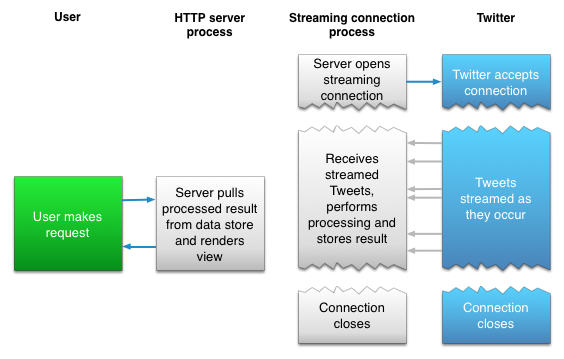 User
HTTP server
process
Streaming connection
process
Twitter
Server opens
streaming
connection
Twitter accepts
connection
User makes
request
Server pulls
processed result
from data store
and renders
view
Receives
streamed
Tweets,
performs
processing and
stores result
Tweets
streamed as
they occur
Connection
closes
Connection
closes